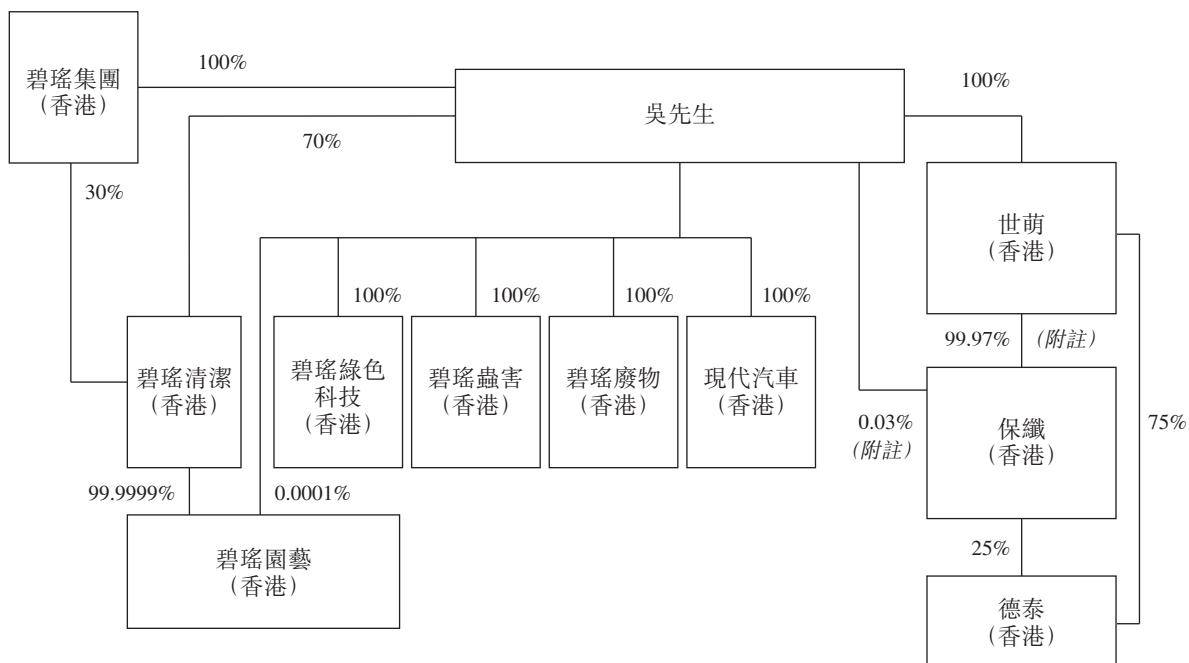 碧瑤集團
（香港）
100%
吳先生
100%
70%
30%
世萌
（香港）
100%
100%
100%
100%
99.97%
（附註）
碧瑤清潔
（香港）
碧瑤綠色
科技
（香港）
碧瑤蟲害
（香港）
碧瑤廢物
（香港）
現代汽車
（香港）
0.03%
（附註）
保纖
（香港）
75%
99.9999%
0.0001%
碧瑤園藝
（香港）
25%
德泰
（香港）